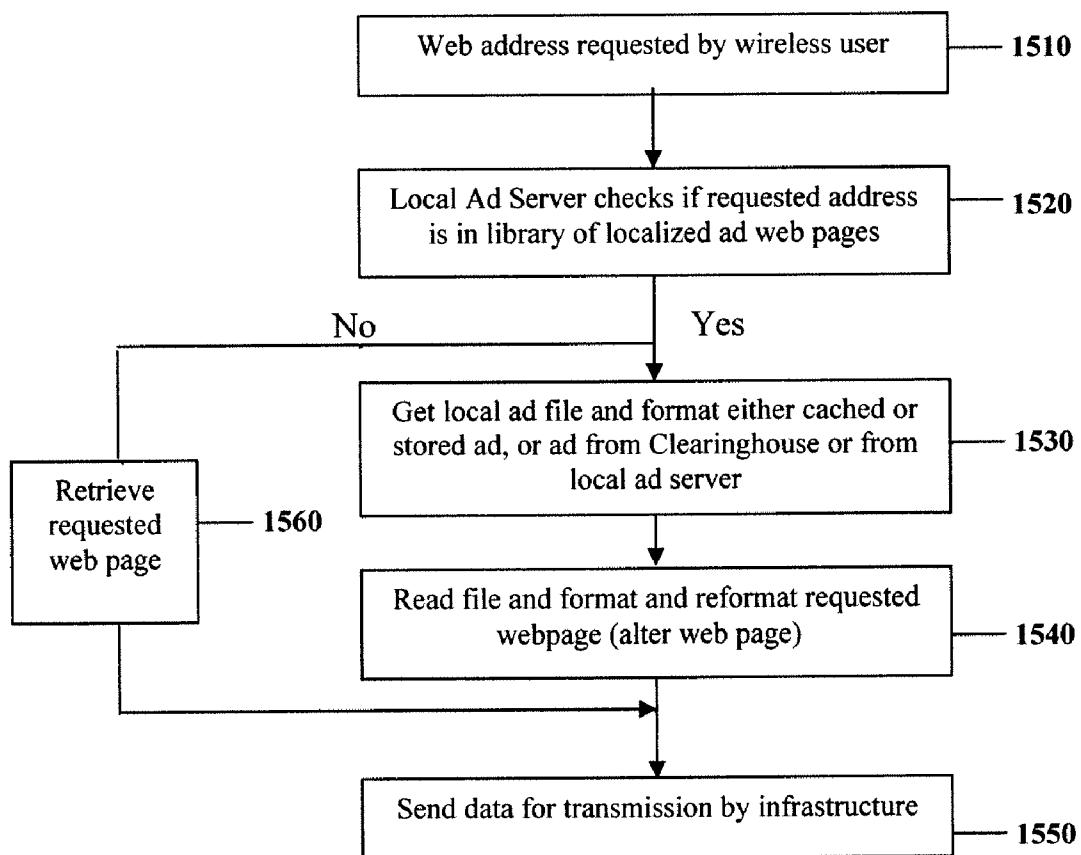 Web address requested by wireless user
1510
Local Ad Server checks if requested address
is in library of localized ad web pages
1520
No
Yes
Get local ad file and format either cached or
stored ad, or ad from Clearinghouse or from
local ad server
1530
Retrieve
requested
web page
1560
Read file and format and reformat requested
webpage (alter web page)
1540
Send data for transmission by infrastructure
1550